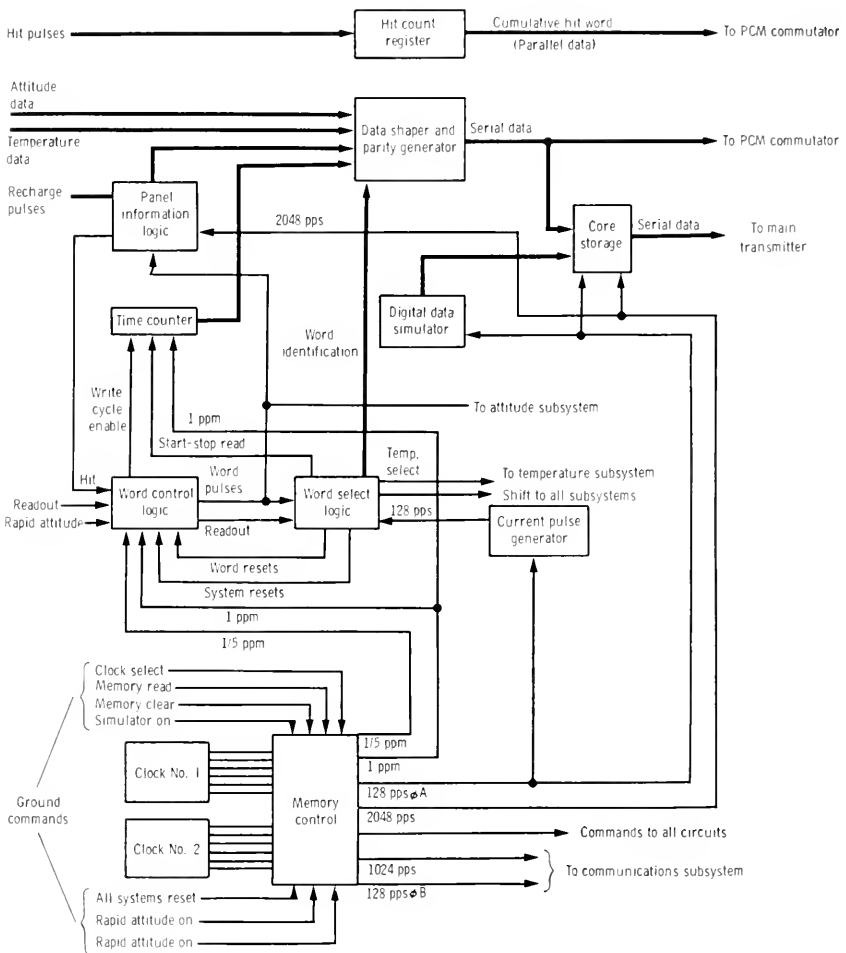 Hit pulses
Hit count
register
Cumulative hit word
(Parallel data)
To PCM commutator
Attitude
data
Temperature
data
Data shaper and
parity generator
Serial data
To PCM commutator
Recharge
pulses
Panel
information
logic
2048 pps
Core
storage
Serial data
To main
transmitter
Time counter
Digital data
simulator
Word
identification
Write
cycle
enable
1 ppm
To attitude subsystem
Start-stop read
Hit
Word
pulses
Temp.
select
To temperature subsystem
Readout
Rapid attitude
Word control
logic
Word select
logic
Shift to all subsystems
Readout
128 pps
Current pulse
generator
Word resets
System resets
1 ppm
1/5 ppm
Clock select
Memory read
Memory clear
Simulator on
1/5 ppm
Clock No. 1
1 ppm
128 pps ϕA
Ground
commands
Memory
control
2048 pps
Clock No. 2
Commands to all circuits
1024 pps
To communications subsystem
128 pps ϕB
All systems reset
Rapid attitude on
Rapid attitude on